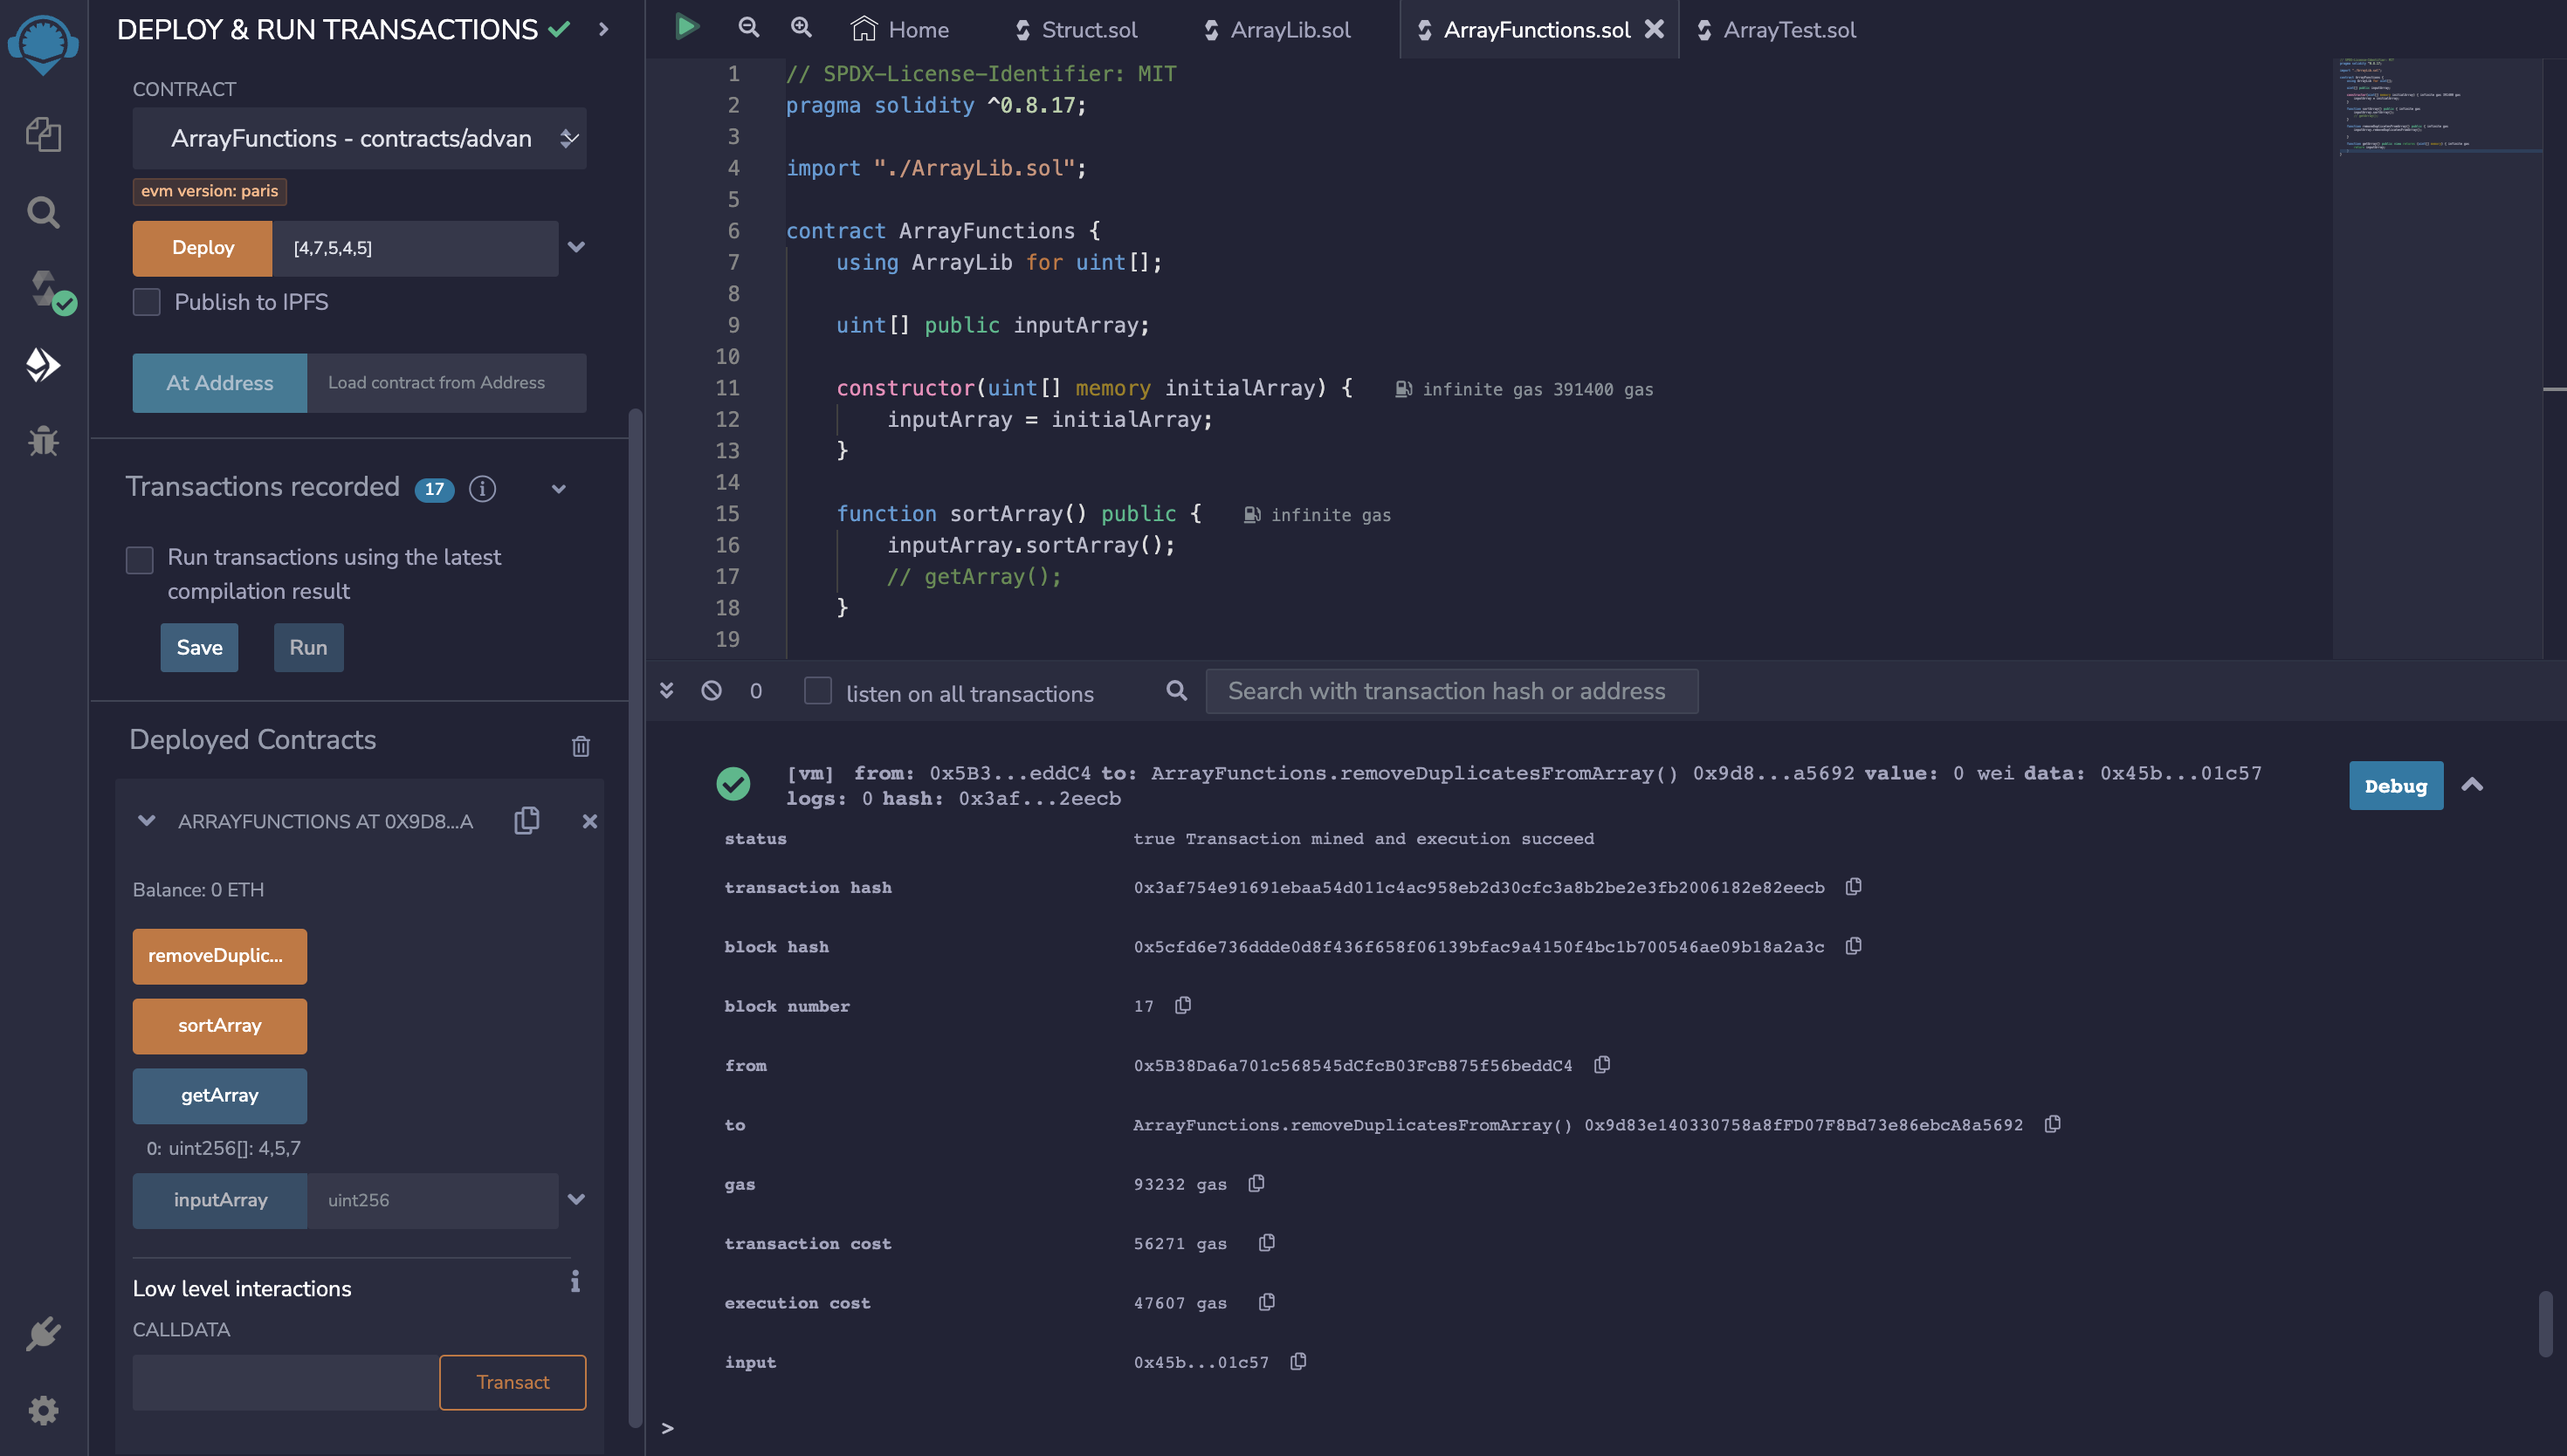 DEPLOY & RUN TRANSACTIONS
CONTRACT
ArrayFunctions - contracts/advan
evm version: paris
Deploy [4,7,5,4,5]
Publish to IPFS
At Address Load contract from Address
Transactions recorded 17
Run transactions using the latest
compilation result
Save Run
Deployed Contracts
ARRAYFUNCTIONS AT 0X9D8...A
Balance: 0 ETH
removeDuplic...
sortArray
getArray
0: uint256[]: 4,5,7
inputArray uint256
Low level interactions
CALLDATA
Transact
Home Struct.sol ArrayLib.sol ArrayFunctions.sol ArrayTest.sol
1 // SPDX-License-Identifier: MIT
2 pragma solidity ^0.8.17;
3
4 import "./ArrayLib.sol";
5
6 contract ArrayFunctions {
7 using ArrayLib for uint[];
8
9 uint[] public inputArray;
10
11 constructor(uint[] memory initialArray) { infinite gas 391400 gas
12 inputArray = initialArray;
13 }
14
15 function sortArray() public { infinite gas
16 inputArray.sortArray();
17 // getArray();
18 }
19
0 listen on all transactions Search with transaction hash or address
[vm] from: 0x5B3...eddC4 to: ArrayFunctions.removeDuplicatesFromArray() 0x9d8...a5692 value: 0 wei data: 0x45b...01c57
logs: 0 hash: 0x3af...2eecb
Debug
status true Transaction mined and execution succeed
transaction hash 0x3af754e91691ebaa54d011c4ac958eb2d30cfc3a8b2be2e3fb2006182e82eecb
block hash 0x5cfd6e736ddde0d8f436f658f06139bfac9a4150f4bc1b700546ae09b18a2a3c
block number 17
from 0x5B38Da6a701c568545dCfcB03FcB875f56beddC4
to ArrayFunctions.removeDuplicatesFromArray() 0x9d83e140330758a8fFD07F8Bd73e86ebcA8a5692
gas 93232 gas
transaction cost 56271 gas
execution cost 47607 gas
input 0x45b...01c57
>